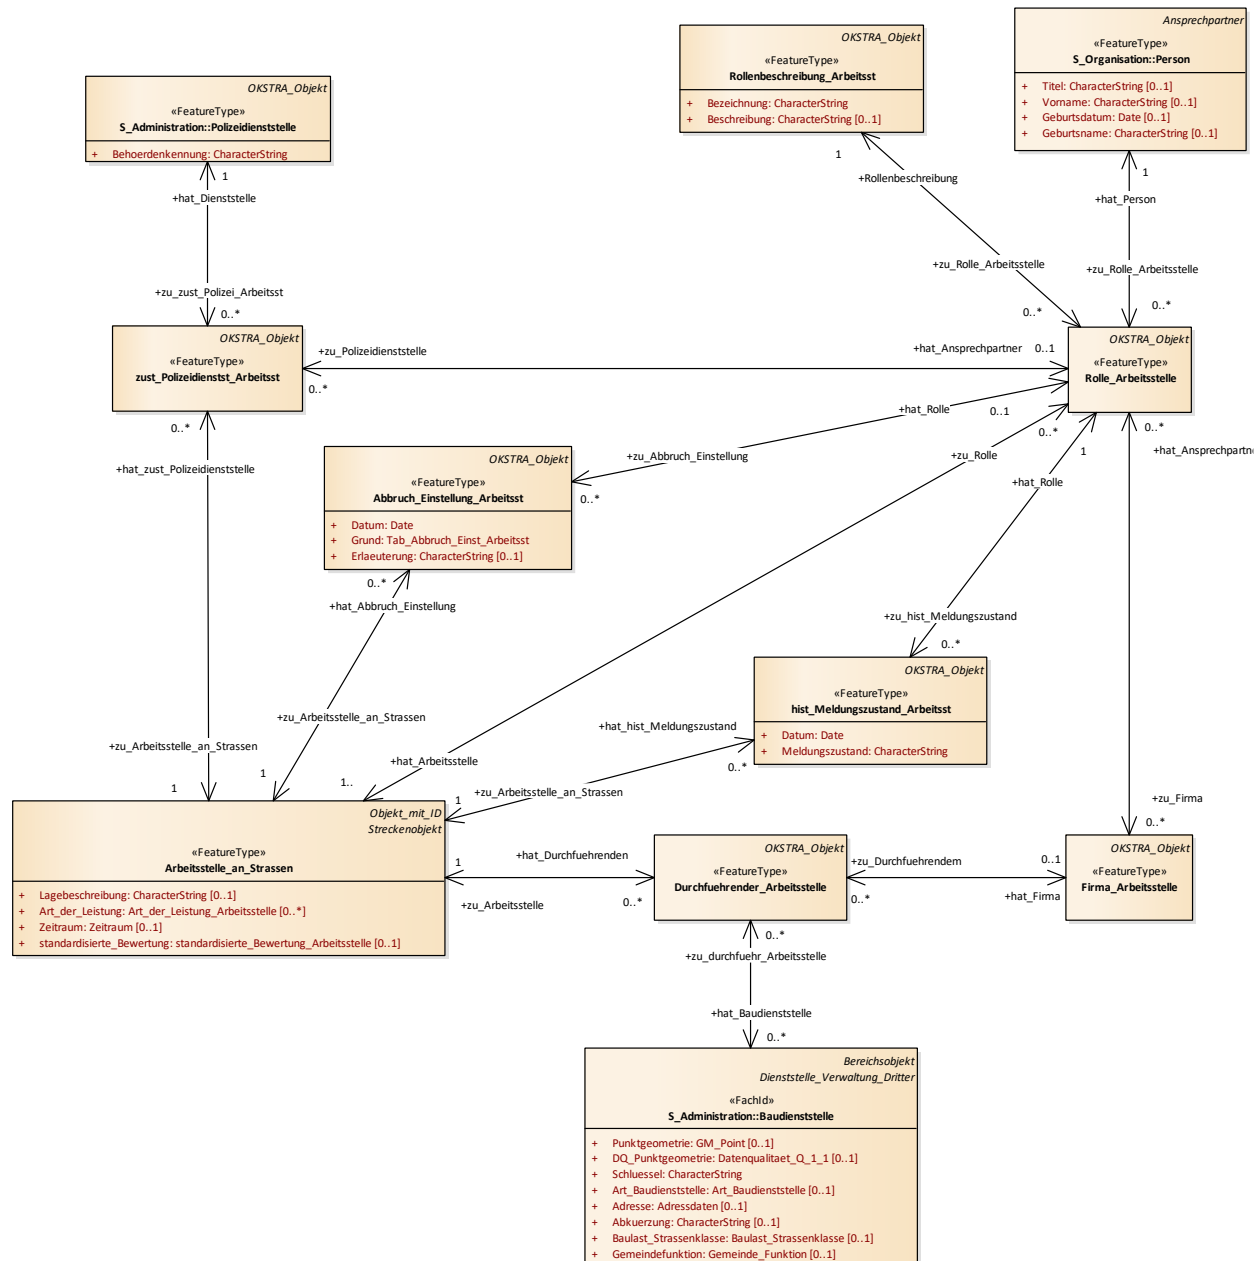 Ansprechpartner
«FeatureType»
S_Organisation::Person
+ Titel: CharacterString [0..1]
+ Vorname: CharacterString [0..1]
+ Geburtsdatum: Date [0..1]
+ Geburtsname: CharacterString [0..1]
OKSTRA_Objekt
«FeatureType»
Rollenbeschreibung_Arbeitsst
+ Bezeichnung: CharacterString
+ Beschreibung: CharacterString [0..1]
OKSTRA_Objekt
«FeatureType»
S_Administration::Polizeidienststelle
+ Behoerdenkennung: CharacterString
1
+hat_Dienststelle
1
+Rollenbeschreibung
1
+hat_Person
+zu_Rolle_Arbeitsstelle
0..*
+zu_Rolle_Arbeitsstelle
0..*
+zu_zust_Polizei_Arbeitsst
0..*
OKSTRA_Objekt
«FeatureType»
zust_Polizeidienstst_Arbeitsst
+zu_Polizeidienststelle
0..*
+hat_Ansprechpartner
0..1
OKSTRA_Objekt
«FeatureType»
Rolle_Arbeitsstelle
+hat_Rolle
0..1
0..*
+zu_Rolle
1
+hat_Rolle
0..*
+hat_Ansprechpartn
0..*
+hat_zust_Polizeidienststelle
OKSTRA_Objekt
«FeatureType»
Abbruch_Einstellung_Arbeitsst
+ Datum: Date
+ Grund: Tab_Abbruch_Einst_Arbeitsst
+ Erlaeuterung: CharacterString [0..1]
+zu_Abbruch_Einstellung
0..*
0..*
+hat_Abbruch_Einstellung
+zu_hist_Meldungszustand
0..*
OKSTRA_Objekt
«FeatureType»
hist_Meldungszustand_Arbeitsst
+ Datum: Date
+ Meldungszustand: CharacterString
+zu_Arbeitsstelle_an_Strassen
1
+zu_Arbeitsstelle_an_Strassen
1
+hat_Arbeitsstelle
1..
+hat_hist_Meldungszustand
0..*
+zu_Arbeitsstelle_an_Strassen
1
Objekt_mit_ID
Streckenobjekt
«FeatureType»
Arbeitsstelle_an_Strassen
+ Lagebeschreibung: CharacterString [0..1]
+ Art_der_Leistung: Art_der_Leistung_Arbeitsstelle [0..*]
+ Zeitraum: Zeitraum [0..1]
+ standardisierte_Bewertung: standardisierte_Bewertung_Arbeitsstelle [0..1]
1
+zu_Arbeitsstelle
+hat_Durchfuehrenden
0..*
OKSTRA_Objekt
«FeatureType»
Durchfuehrender_Arbeitsstelle
+zu_Durchfuehrendem
0..*
0..1
+hat_Firma
+zu_Firma
0..*
OKSTRA_Objekt
«FeatureType»
Firma_Arbeitsstelle
0..*
+zu_durchfuehr_Arbeitsstelle
+hat_Baudienststelle
0..*
Bereichsobjekt
Dienststelle_Verwaltung_Dritter
«FachId»
S_Administration::Baudienststelle
+ Punktgeometrie: GM_Point [0..1]
+ DQ_Punktgeometrie: Datenqualitaet_Q_1_1 [0..1]
+ Schluessel: CharacterString
+ Art_Baudienststelle: Art_Baudienststelle [0..1]
+ Adresse: Adressdaten [0..1]
+ Abkuerzung: CharacterString [0..1]
+ Baulast_Strassenklasse: Baulast_Strassenklasse [0..1]
+ Gemeindefunktion: Gemeinde_Funktion [0..1]